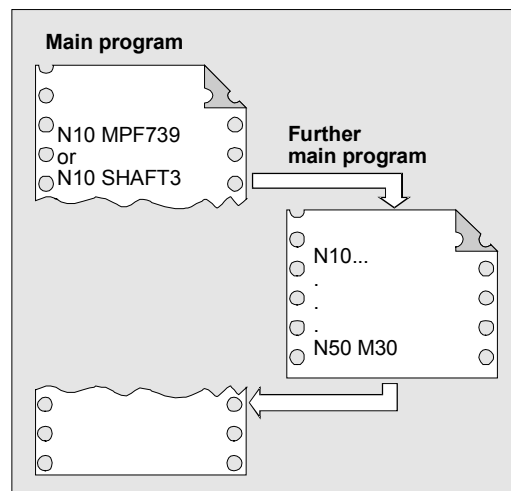 Main program
N10 MPF739
or
N10 SHAFT3
Further
main program
N10...
.
.
.
N50 M30